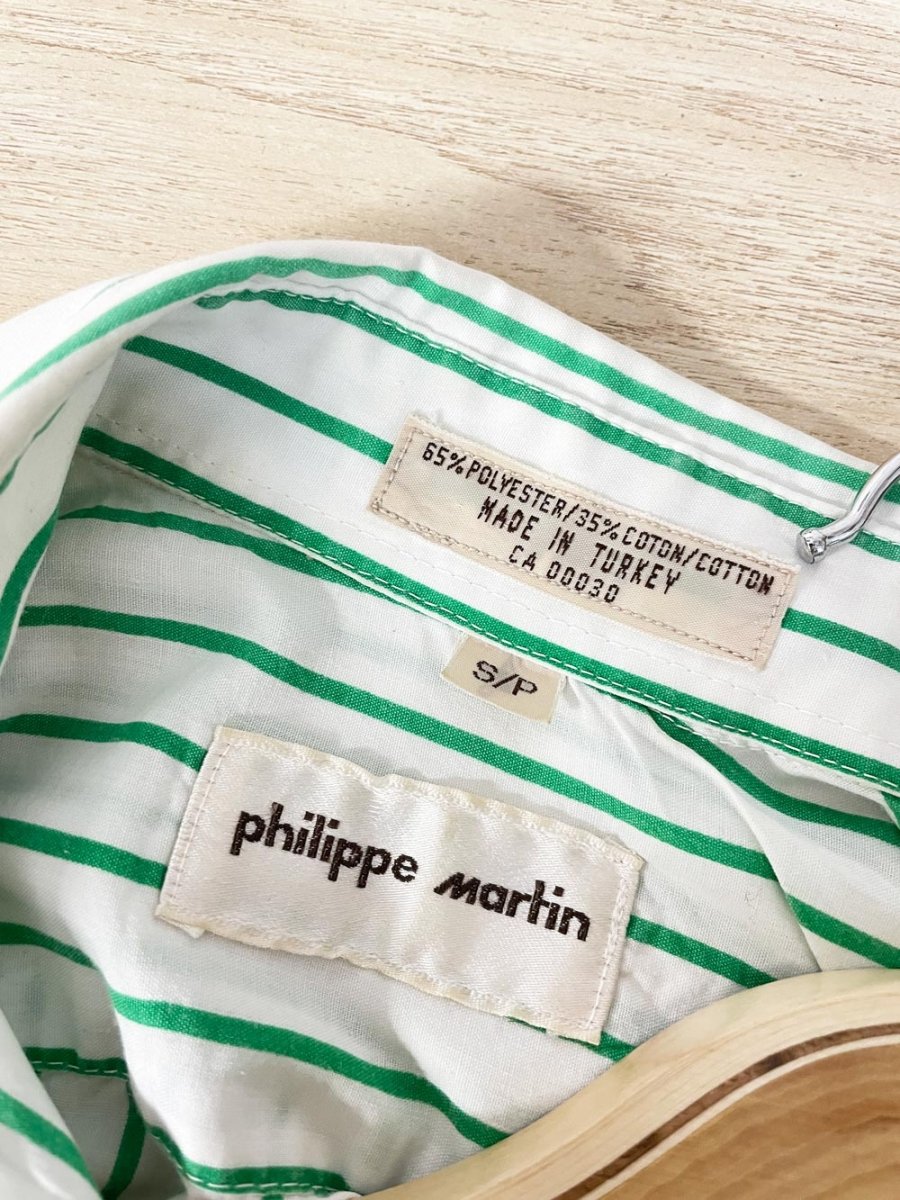 65% POLYESTER/35% COTON/COTTON
MADE IN TURKEY
CA 00030
S/P
philippe martin